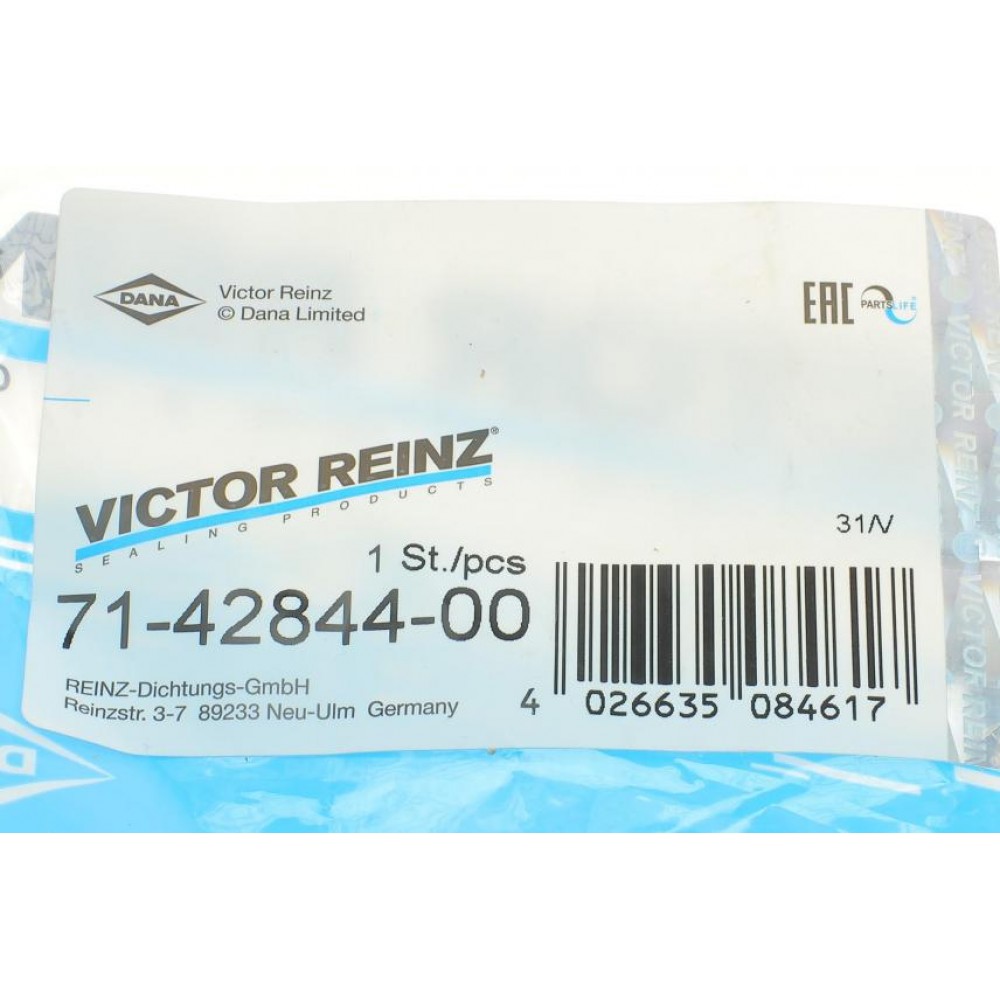 DANA
Victor Reinz
© Dana Limited
EAC
PARTSLIFE®
VICTOR REINZ®
SEALING PRODUCTS
31/V
1 St./pcs
71-42844-00
REINZ-Dichtungs-GmbH
Reinzstr. 3-7 89233 Neu-Ulm Germany
4 026635 084617
VICTOR REINZ
VICTOR REIN